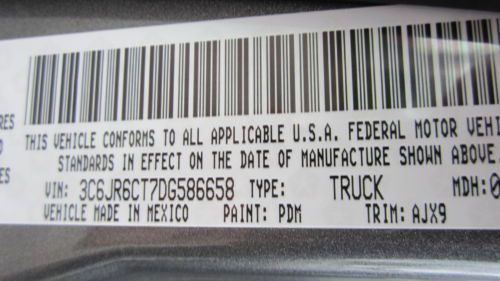 THIS VEHICLE CONFORMS TO ALL APPLICABLE U.S.A. FEDERAL MOTOR
STANDARDS IN EFFECT ON THE DATE OF MANUFACTURE SHOWN ABOVE.
VIN: 3C6JR6CT7DG586658 TYPE: TRUCK MDH:
VEHICLE MADE IN MEXICO PAINT: PDM TRIM: AJX9